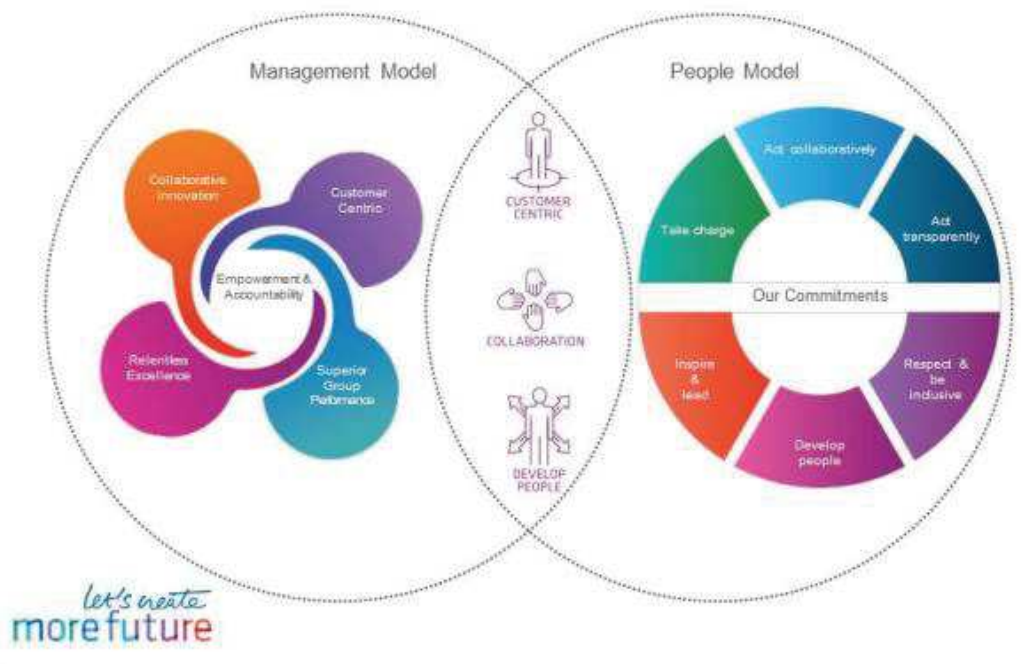 Management Model
Collaborative
Innovation
Customer
Centric
Empowerment &
Accountability
Relentless
Excellence
Superior
Group
Performance
CUSTOMER
CENTRIC
COLLABORATION
DEVELOP
PEOPLE
People Model
Act collaboratively
Take charge
Act
transparently
Our Commitments
Inspire
&
lead
Respect &
be
inclusive
Develop
people
let's create
more future